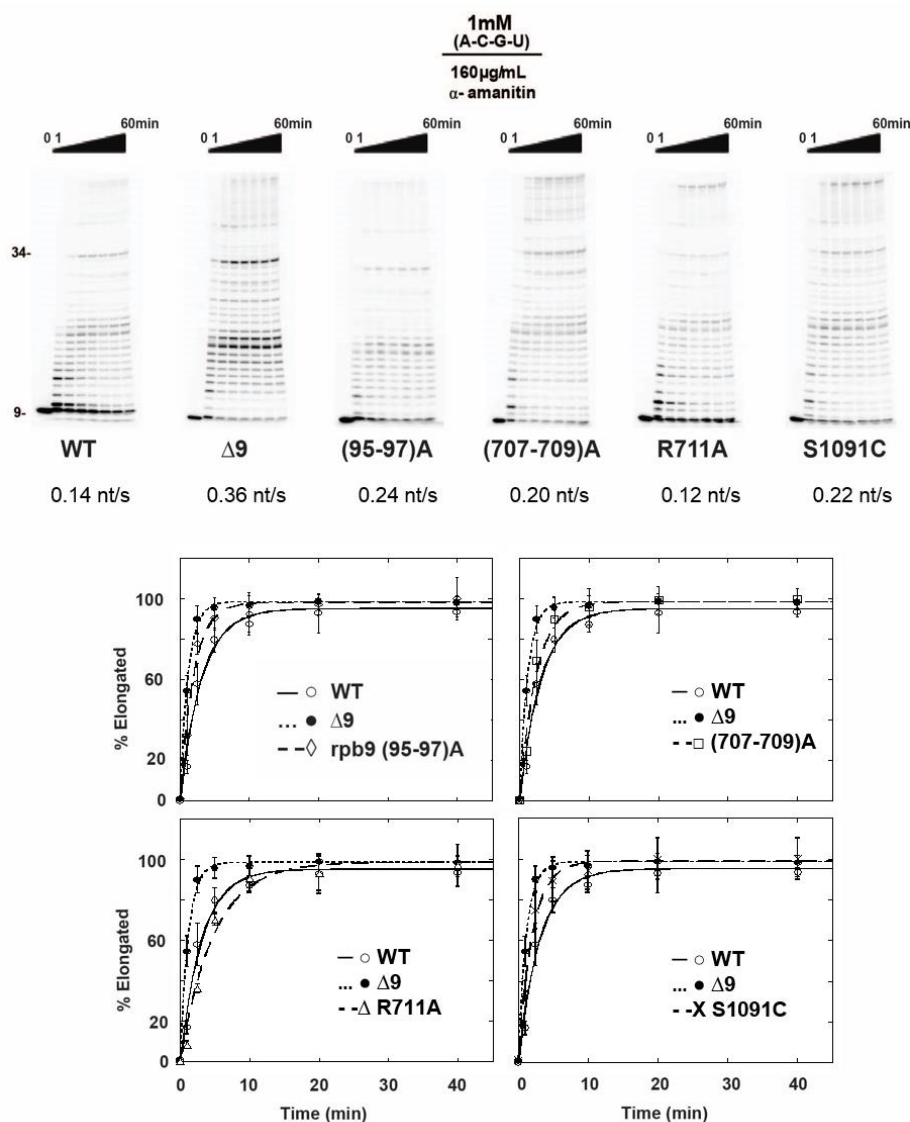 1mM
(A-C-G-U)
160µg/mL
α- amanitin
0 1 60min 0 1 60min 0 1 60min 0 1 60min 0 1 60min 0 1 60min
34-
9-
WT Δ9 (95-97)A (707-709)A R711A S1091C
0.14 nt/s 0.36 nt/s 0.24 nt/s 0.20 nt/s 0.12 nt/s 0.22 nt/s
100
60
20
0
% Elongated
WT
Δ9
rpb9 (95-97)A
WT
Δ9
(707-709)A
100
60
20
0
% Elongated
WT
Δ9
R711A
WT
Δ9
X S1091C
0 10 20 30 40 0 10 20 30 40
Time (min) Time (min)